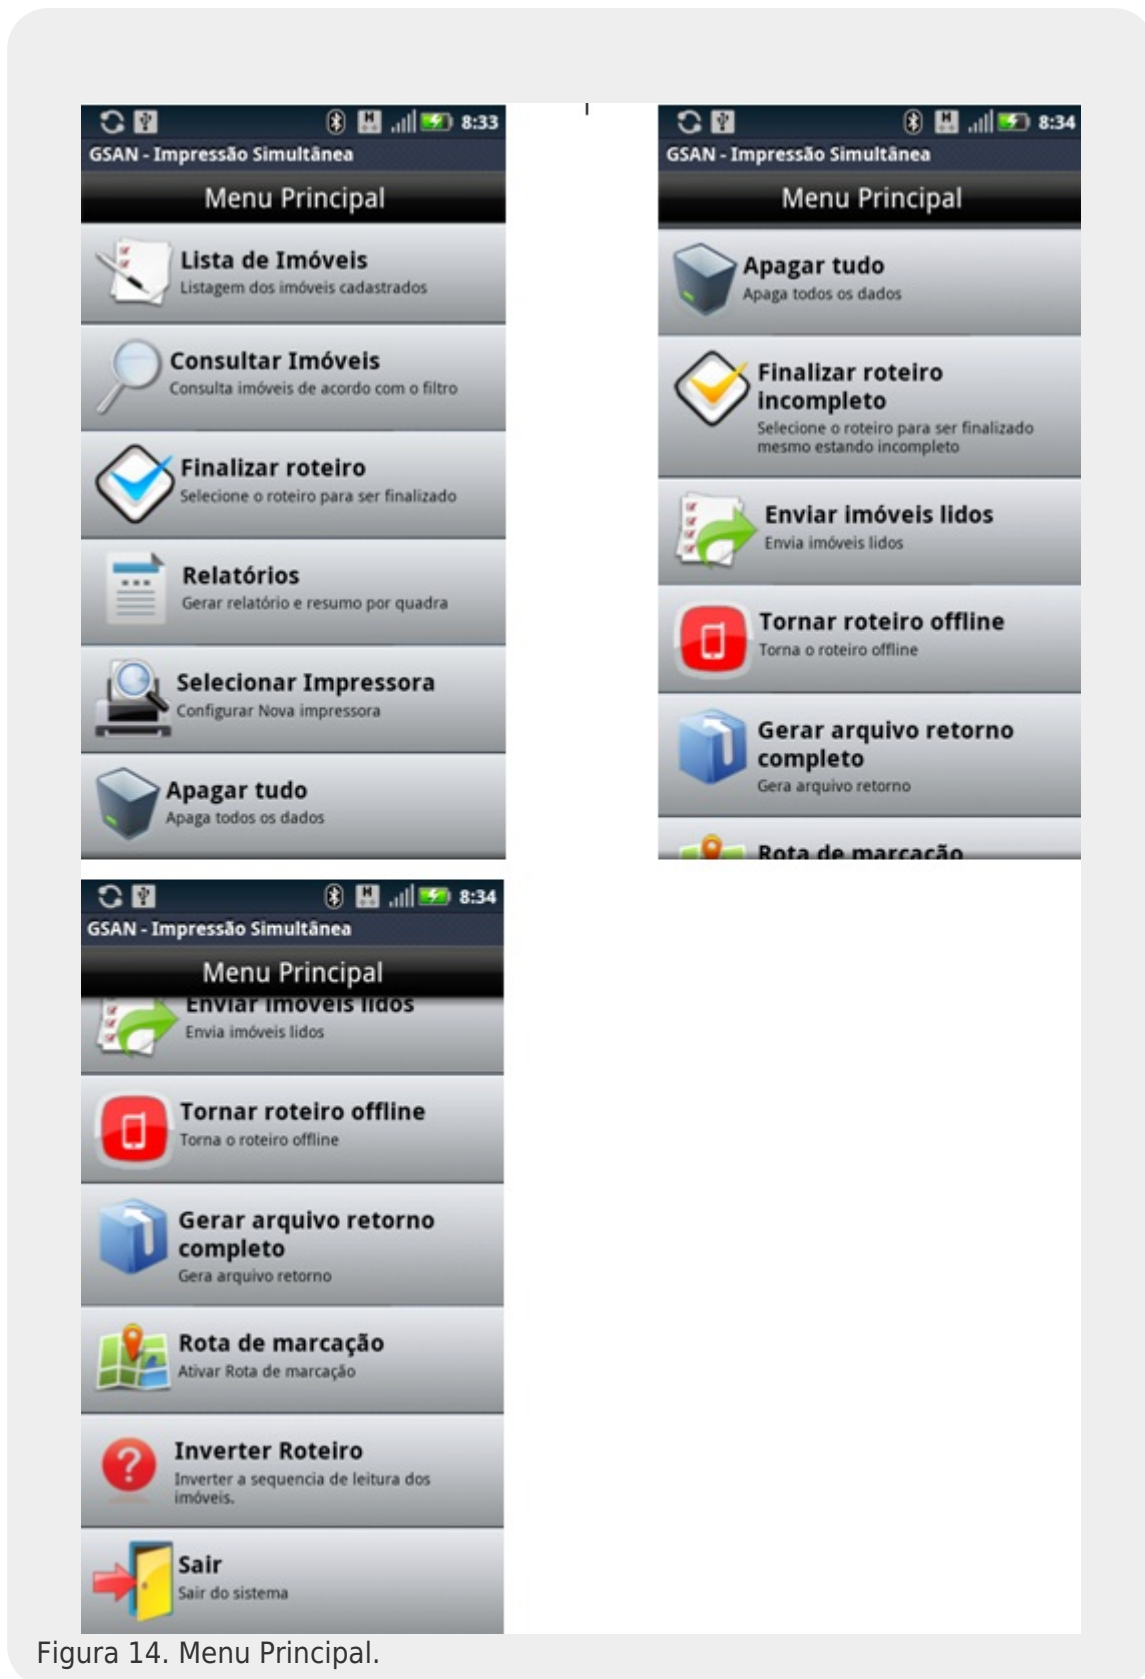 8:33
GSAN - Impressão Simultânea
Menu Principal
Lista de Imóveis
Listagem dos imóveis cadastrados
Consultar Imóveis
Consulta imóveis de acordo com o filtro
Finalizar roteiro
Selecione o roteiro para ser finalizado
Relatórios
Gerar relatório e resumo por quadra
Selecionar Impressora
Configurar Nova impressora
Apagar tudo
Apaga todos os dados
8:34
GSAN - Impressão Simultânea
Menu Principal
Apagar tudo
Apaga todos os dados
Finalizar roteiro
incompleto
Selecione o roteiro para ser finalizado
mesmo estando incompleto
Enviar imóveis lidos
Envia imóveis lidos
Tornar roteiro offline
Torna o roteiro offline
Gerar arquivo retorno
completo
Gera arquivo retorno
Rota de marcação
8:34
GSAN - Impressão Simultânea
Menu Principal
Enviar imóveis lidos
Envia imóveis lidos
Tornar roteiro offline
Torna o roteiro offline
Gerar arquivo retorno
completo
Gera arquivo retorno
Rota de marcação
Ativar Rota de marcação
Inverter Roteiro
Inverter a sequencia de leitura dos
imóveis.
Sair
Sair do sistema
Figura 14. Menu Principal.